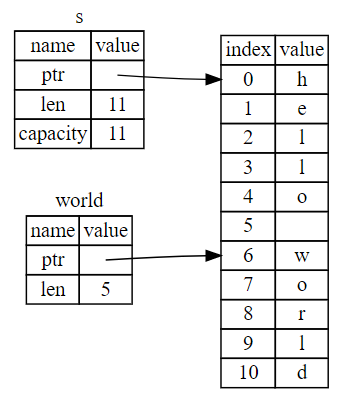 s
name value
ptr
len 11
capacity 11
world
name value
ptr
len 5
index value
0 h
1 e
2 l
3 l
4 o
5
6 w
7 o
8 r
9 l
10 d